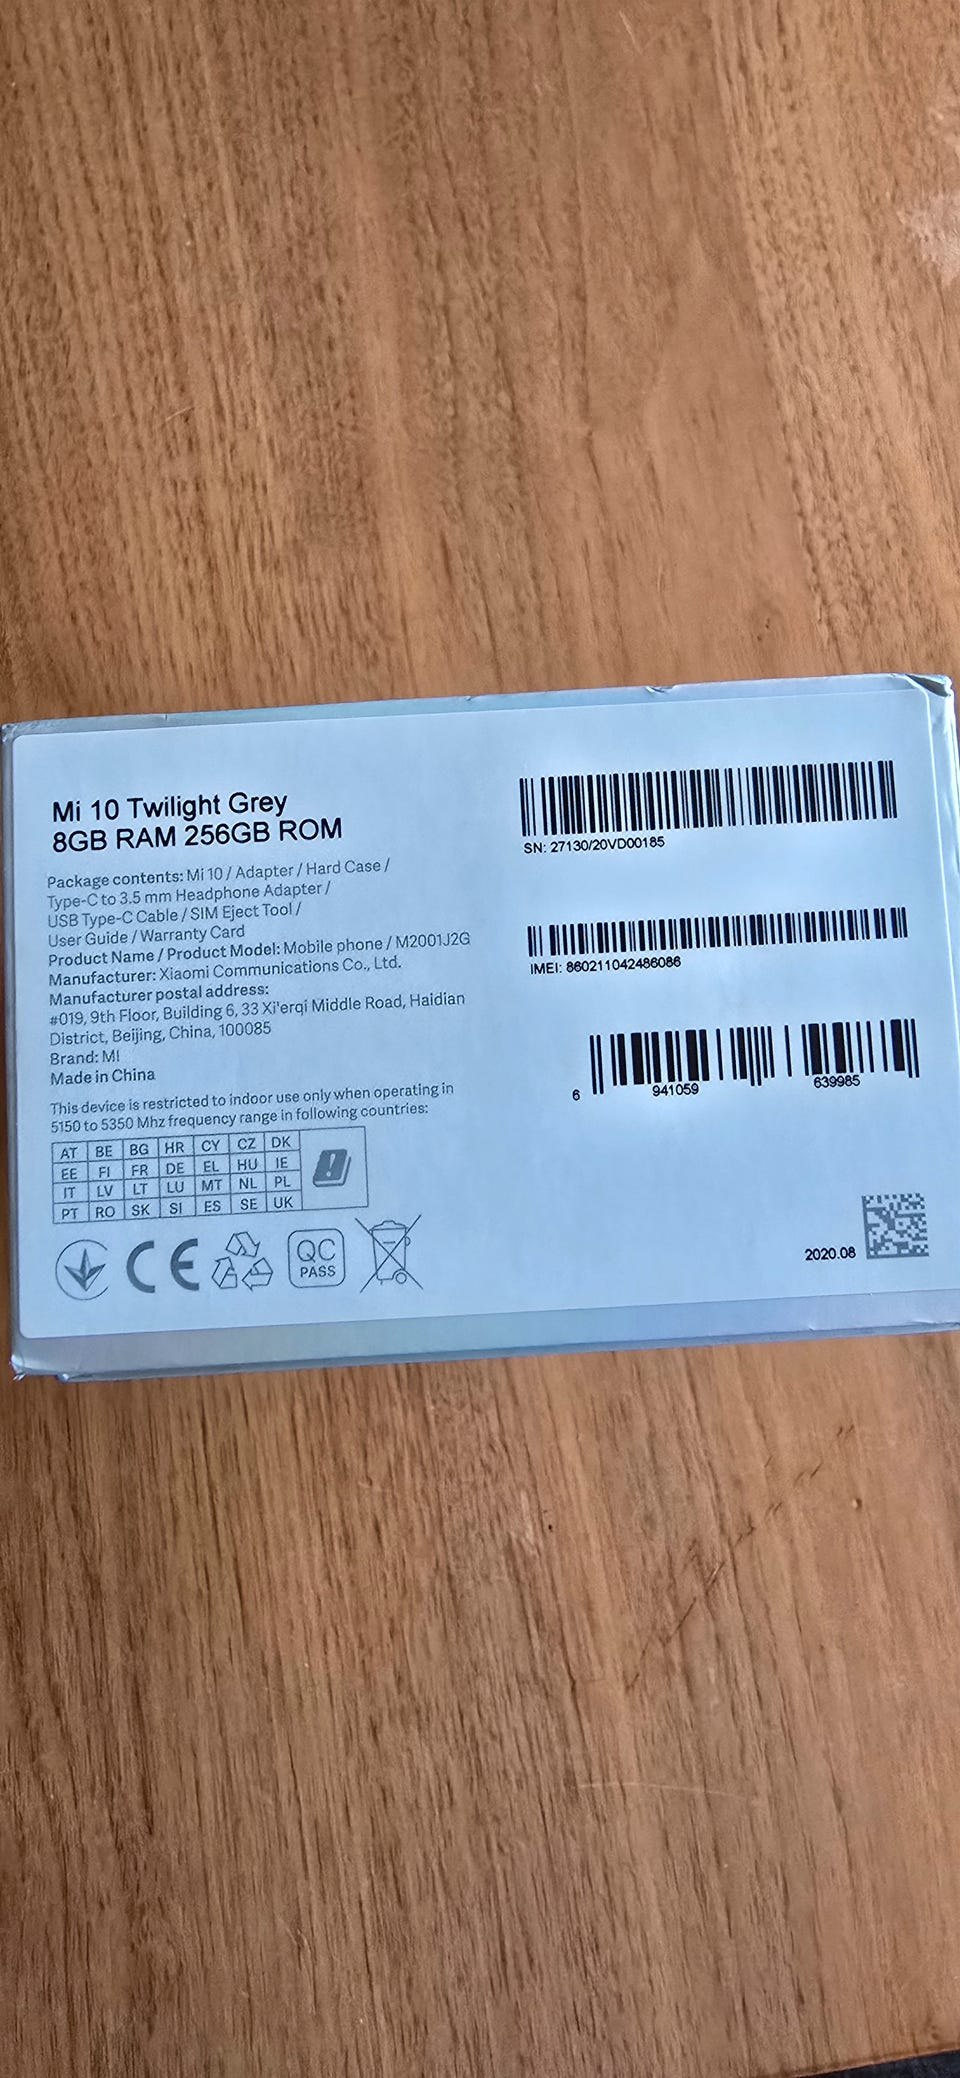 Mi 10 Twilight Grey
8GB RAM 256GB ROM
Package contents: Mi 10 / Adapter / Hard Case /
Type-C to 3.5 mm Headphone Adapter /
USB Type-C Cable / SIM Eject Tool /
User Guide / Warranty Card
Product Name / Product Model: Mobile phone / M2001J2G
Manufacturer: Xiaomi Communications Co., Ltd.
Manufacturer postal address:
#019, 9th Floor, Building 6, 33 Xi'erqi Middle Road, Haidian
District, Beijing, China, 100085
Brand: MI
Made in China
This device is restricted to indoor use only when operating in
5150 to 5350 Mhz frequency range in following countries:
AT BE BG HR CY CZ DK
EE FI FR DE EL HU IE
IT LV LT LU MT NL PL
PT RO SK SI ES SE UK
CE
QC
PASS
SN: 27130/20VD00185
IMEI: 860211042486086
6 941059 639985
2020.08